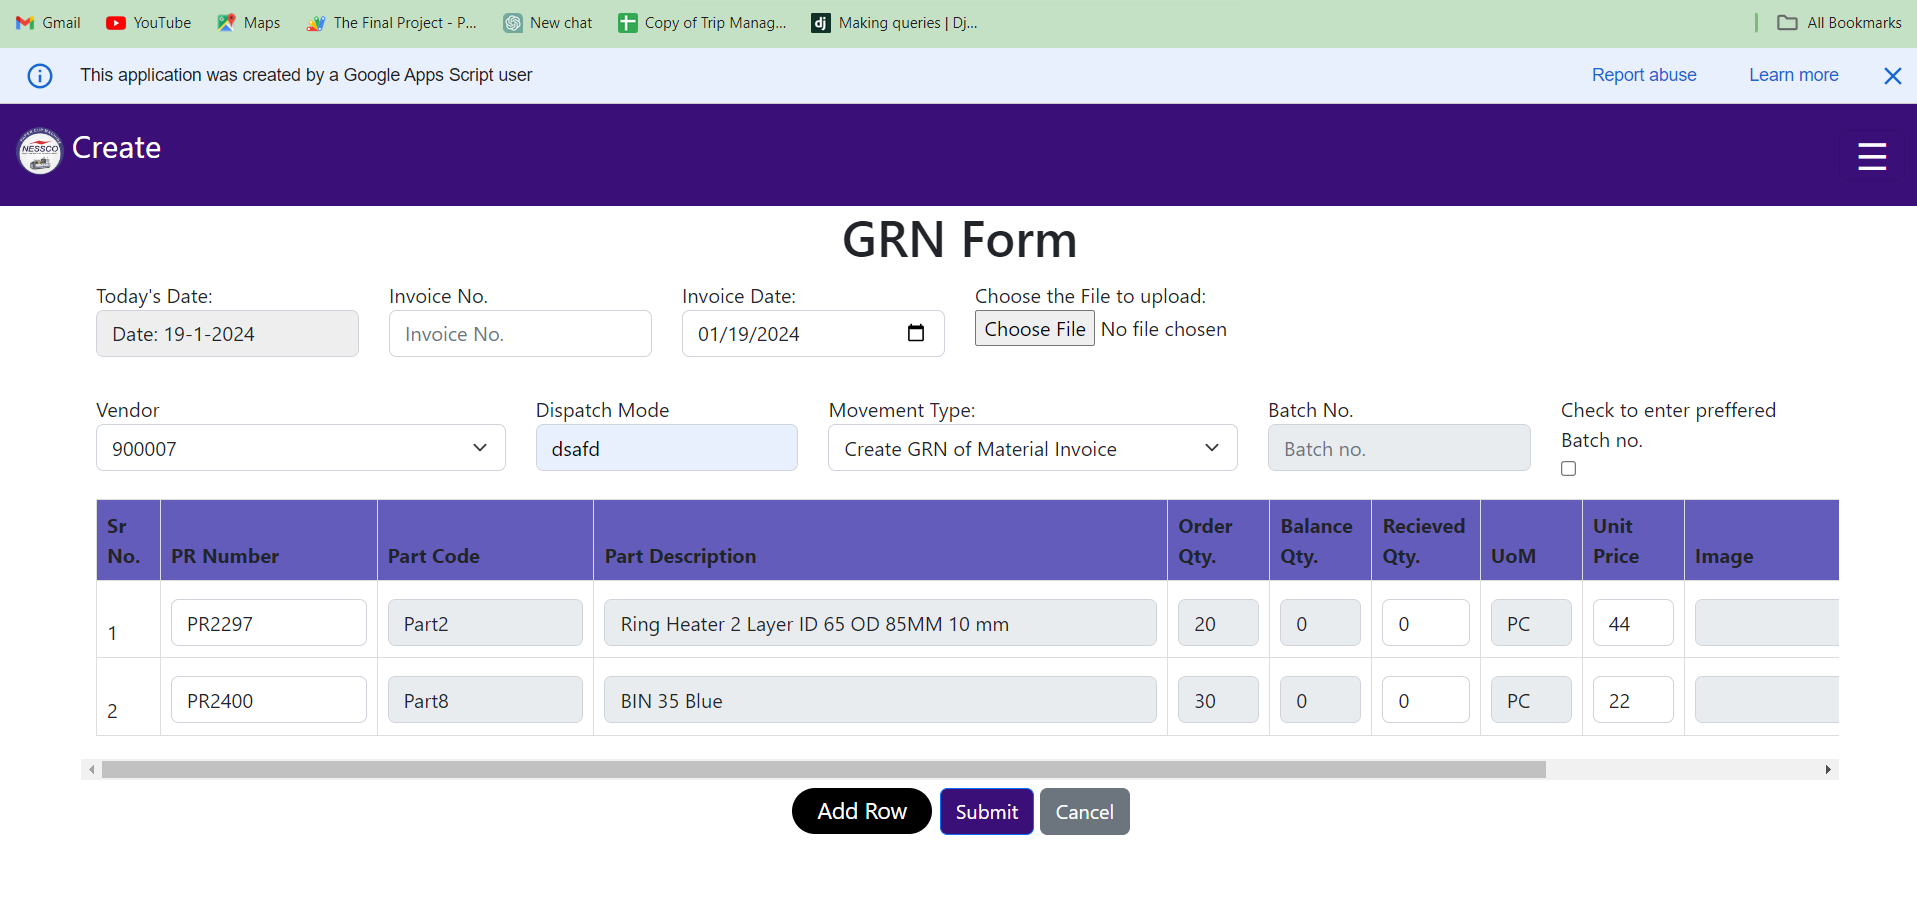 Gmail YouTube Maps The Final Project - P... New chat Copy of Trip Manag... dj Making queries | Dj... All Bookmarks
This application was created by a Google Apps Script user Report abuse Learn more
NESSCO Create
GRN Form
Today's Date: Invoice No. Invoice Date: Choose the File to upload:
Date: 19-1-2024 Invoice No. 01/19/2024 Choose File No file chosen
Vendor Dispatch Mode Movement Type: Batch No. Check to enter preffered
Batch no.
900007 dsafd Create GRN of Material Invoice Batch no.
Sr Order Balance Recieved Unit
No. PR Number Part Code Part Description Qty. Qty. Qty. UoM Price Image
1 PR2297 Part2 Ring Heater 2 Layer ID 65 OD 85MM 10 mm 20 0 0 PC 44
2 PR2400 Part8 BIN 35 Blue 30 0 0 PC 22
Add Row Submit Cancel